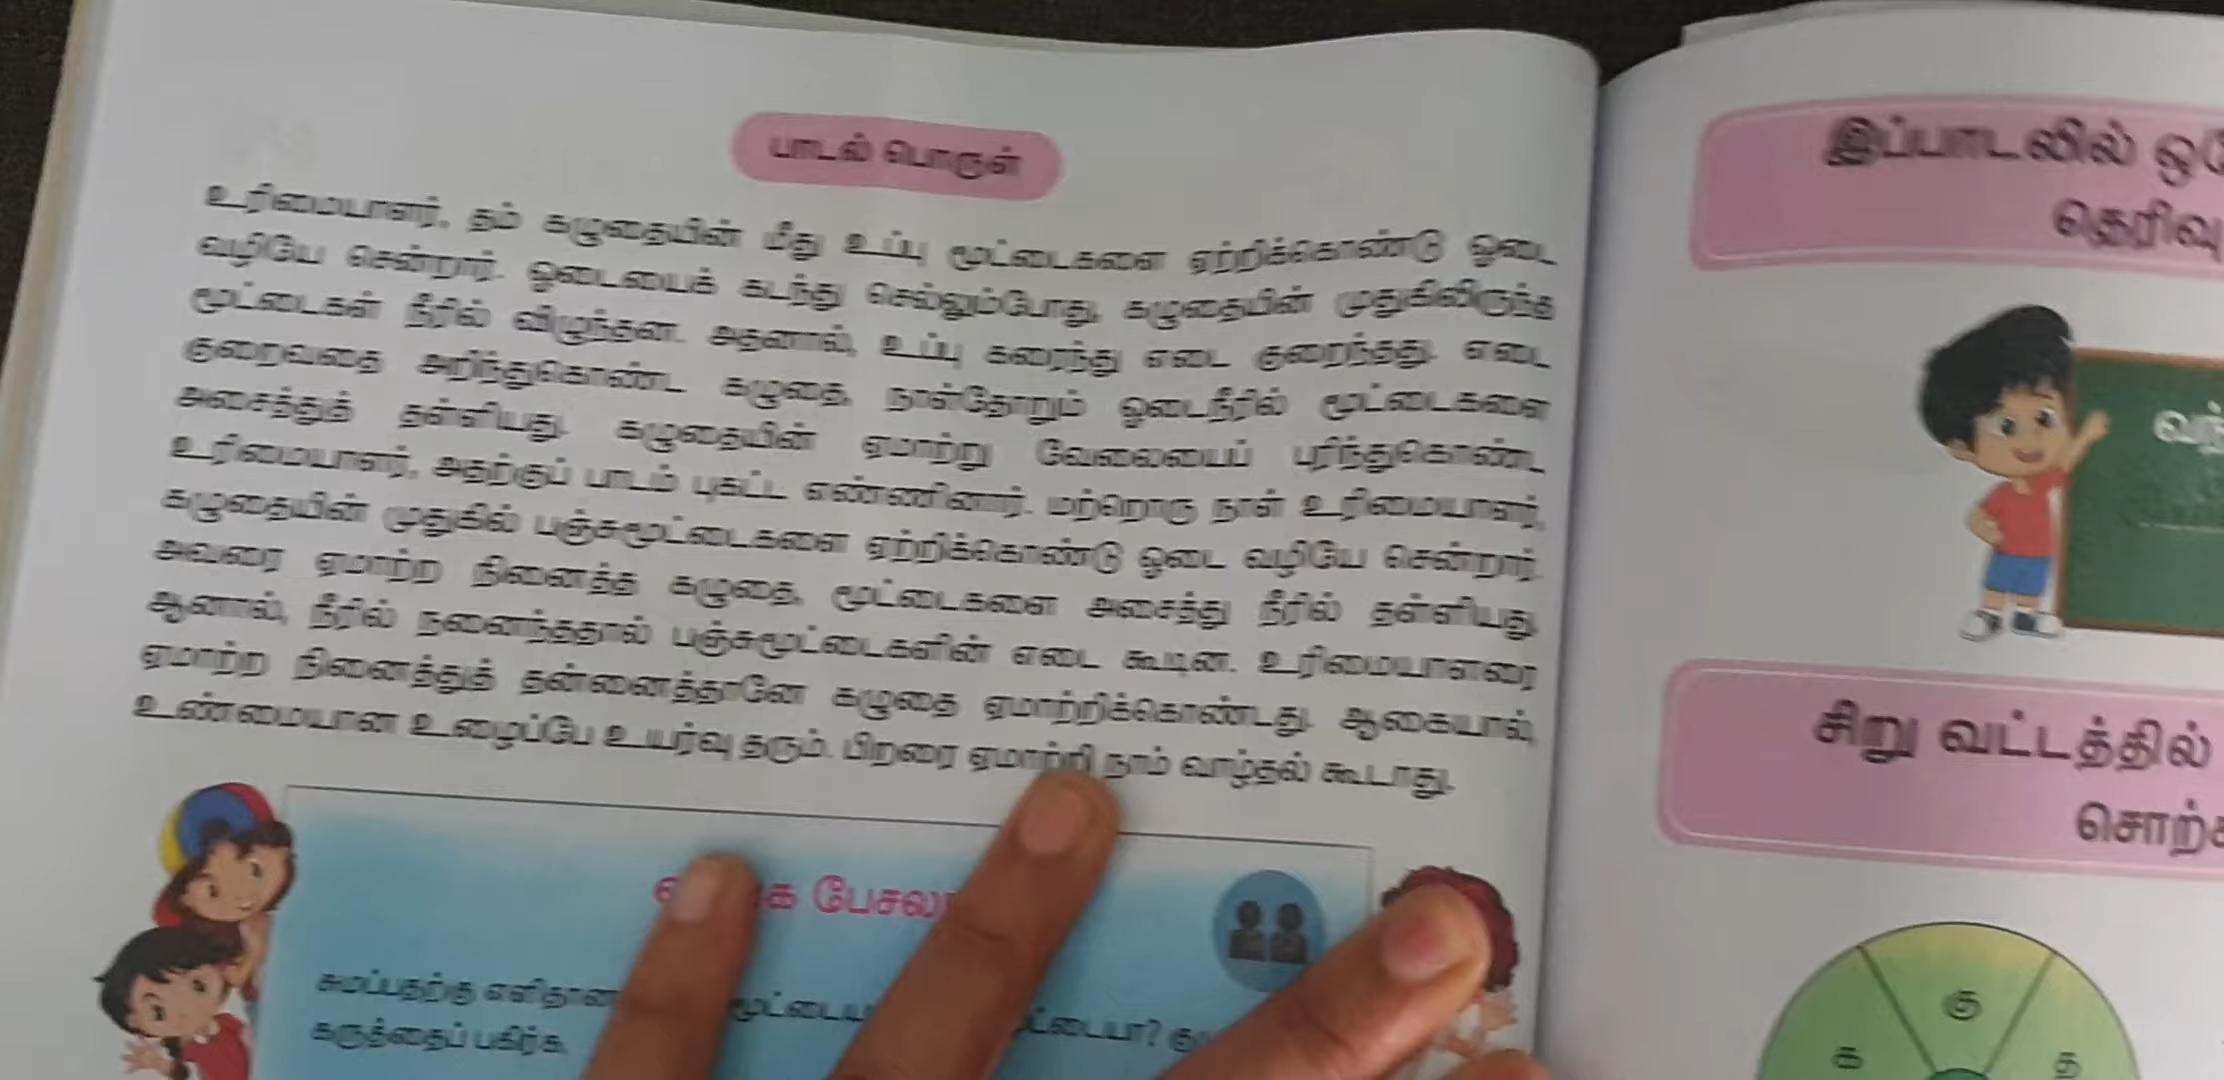 பாடல் பொருள்
உரிமையாளர், தம் கழுதையின் மீது உப்பு மூட்டைகளை ஏற்றிக்கொண்டு ஓடை
வழியே சென்றார். ஓடையைக் கடந்து செல்லும்போது, கழுதையின் முதுகிலிருந்த
மூட்டைகள் நீரில் விழுந்தன. அதனால், உப்பு கரைந்து எடை குறைந்தது. எடை
குறைவதை அறிந்துகொண்ட கழுதை, நாள்தோறும் ஓடைநீரில் மூட்டைகளை
அசைத்துத் தள்ளியது. கழுதையின் ஏமாற்று வேலையைப் புரிந்துகொண்ட
உரிமையாளர், அதற்குப் பாடம் புகட்ட எண்ணினார். மற்றொரு நாள் உரிமையாளர்,
கழுதையின் முதுகில் பஞ்சுமூட்டைகளை ஏற்றிக்கொண்டு ஓடை வழியே சென்றார்.
அவரை ஏமாற்ற நினைத்த கழுதை, மூட்டைகளை அசைத்து நீரில் தள்ளியது.
ஆனால், நீரில் நனைந்ததால் பஞ்சுமூட்டைகளின் எடை கூடின. உரிமையாளரை
ஏமாற்ற நினைத்துத் தன்னைத்தானே கழுதை ஏமாற்றிக்கொண்டது. ஆகையால்,
உண்மையான உழைப்பே உயர்வு தரும். பிறரை ஏமாற்றி நாம் வாழ்தல் கூடாது.
சுமப்பதற்கு எளிதான
கருத்தைப் பகிர்க.
இப்பாடலில்
சிறு வட்டத்தில்
கு
க
த